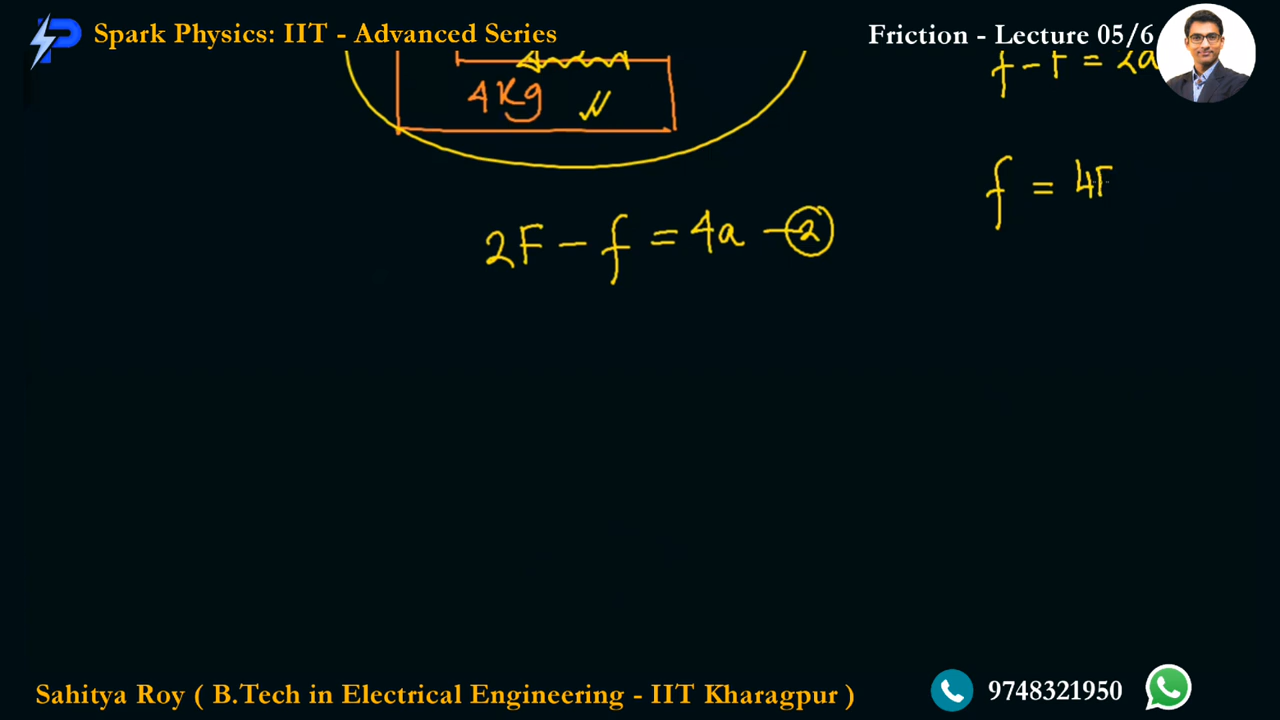 Spark Physics: IIT - Advanced Series
Friction - Lecture 05/6
f - F = 2a
4Kg
f = 4F
2F - f = 4a - 2
Sahitya Roy ( B.Tech in Electrical Engineering - IIT Kharagpur )
9748321950